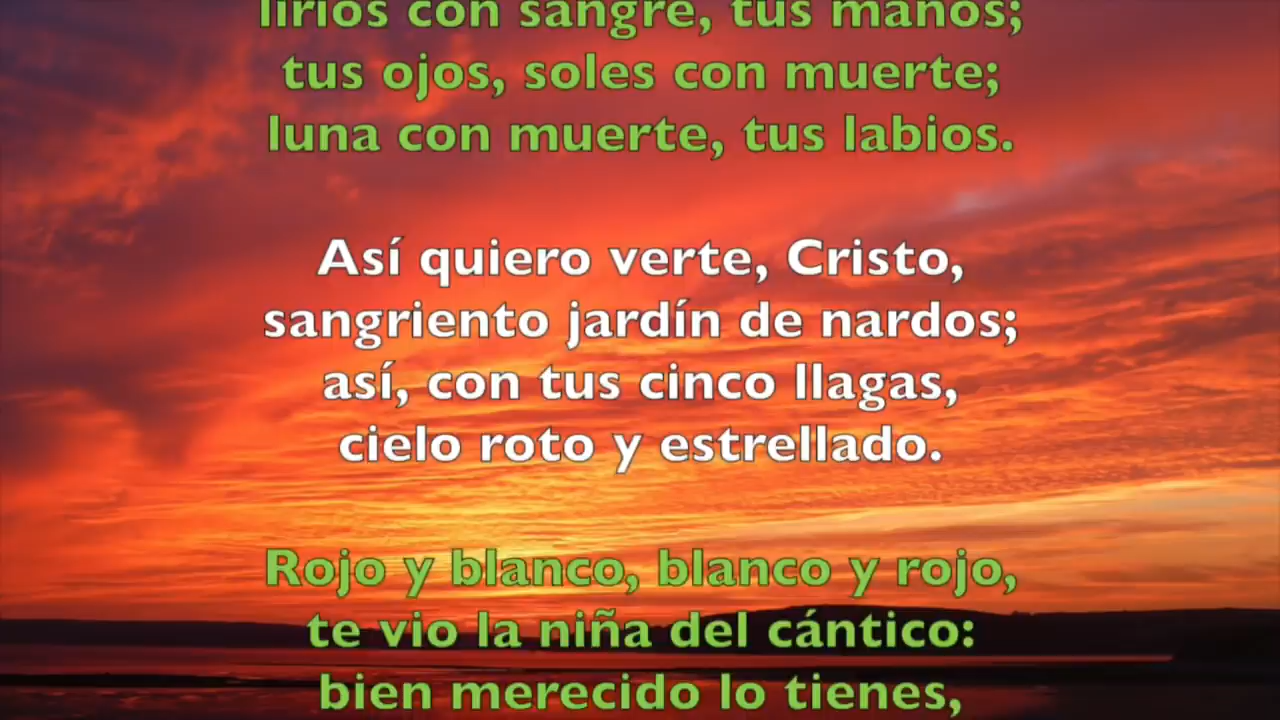 lirios con sangre, tus manos;
tus ojos, soles con muerte;
luna con muerte, tus labios.
Así quiero verte, Cristo,
sangriento jardín de nardos;
así, con tus cinco llagas,
cielo roto y estrellado.
Rojo y blanco, blanco y rojo,
te vio la niña del cántico:
bien merecido lo tienes,